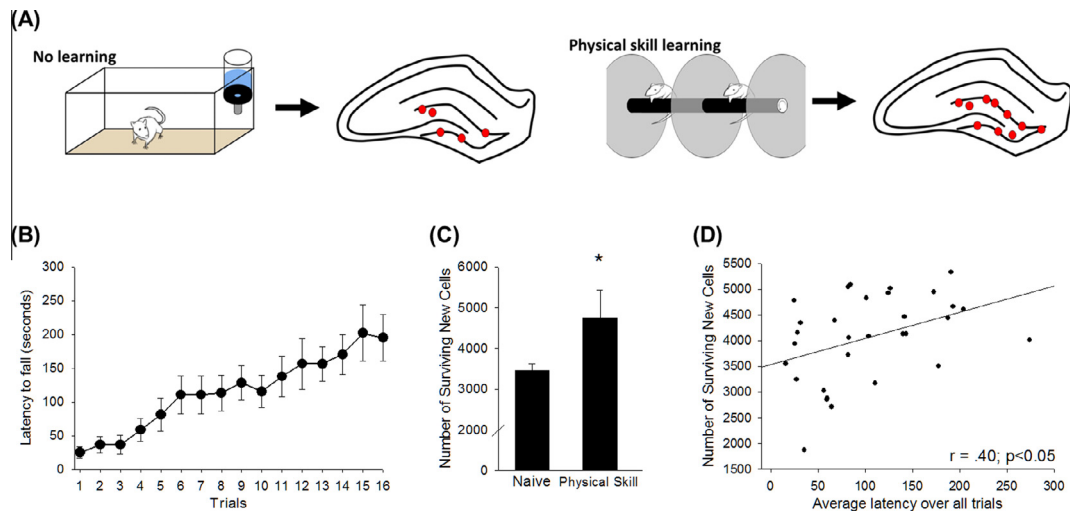 (A)
No learning
Physical skill learning
(B)
Latency to fall (seconds)
300
250
200
150
100
50
0
1 2 3 4 5 6 7 8 9 10 11 12 13 14 15 16
Trials
(C)
Number of Surviving New Cells
6000
5000
4000
3000
2000
0
*
Naive Physical Skill
(D)
Number of Surviving New Cells
5500
5000
4500
4000
3500
3000
2500
2000
1500
r = .40; p<0.05
0 50 100 150 200 250 300
Average latency over all trials